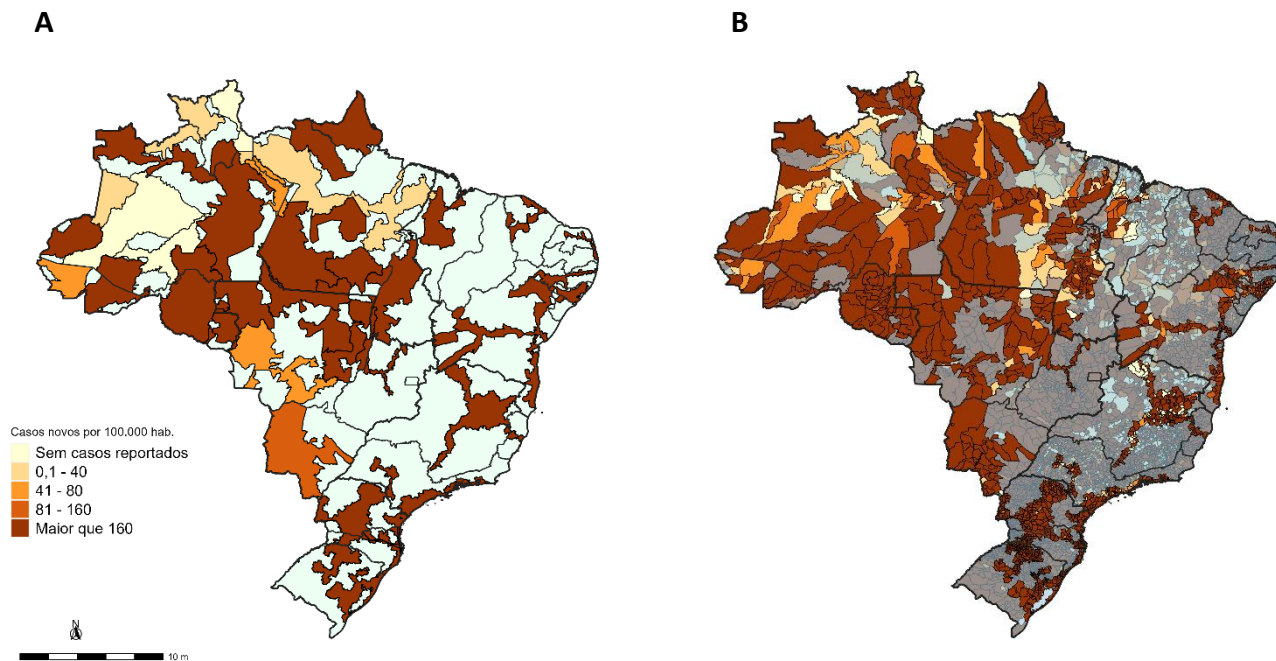 A
B
Casos novos por 100.000 hab.
Sem casos reportados
0,1 - 40
41 - 80
81 - 160
Maior que 160
N
10 m